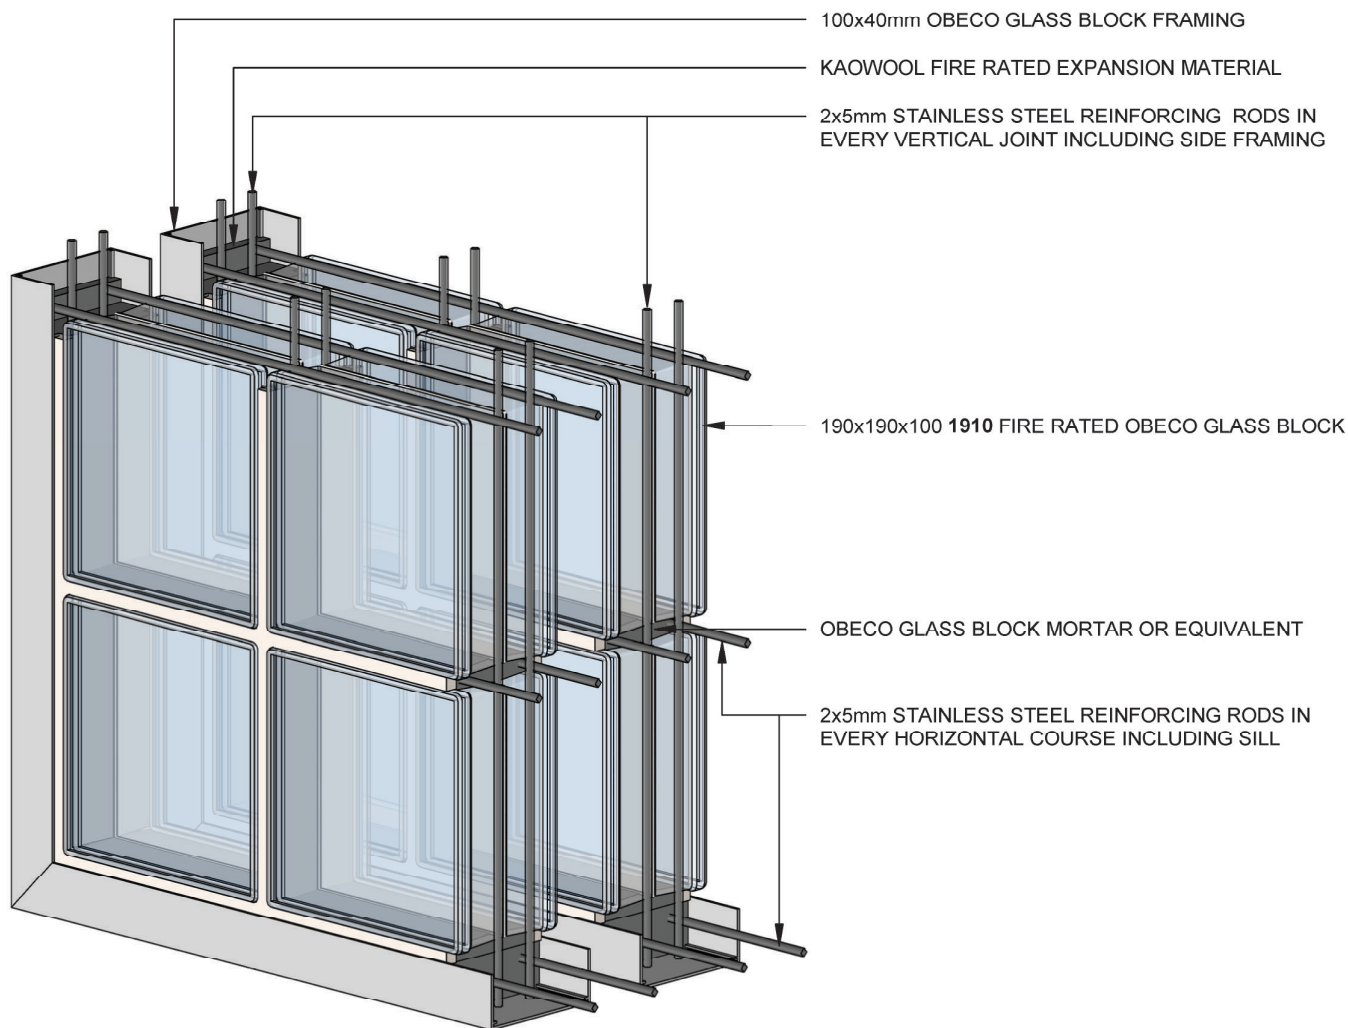 100x40mm OBECO GLASS BLOCK FRAMING
KAOWOOL FIRE RATED EXPANSION MATERIAL
2x5mm STAINLESS STEEL REINFORCING RODS IN
EVERY VERTICAL JOINT INCLUDING SIDE FRAMING
190x190x100 1910 FIRE RATED OBECO GLASS BLOCK
OBECO GLASS BLOCK MORTAR OR EQUIVALENT
2x5mm STAINLESS STEEL REINFORCING RODS IN
EVERY HORIZONTAL COURSE INCLUDING SILL